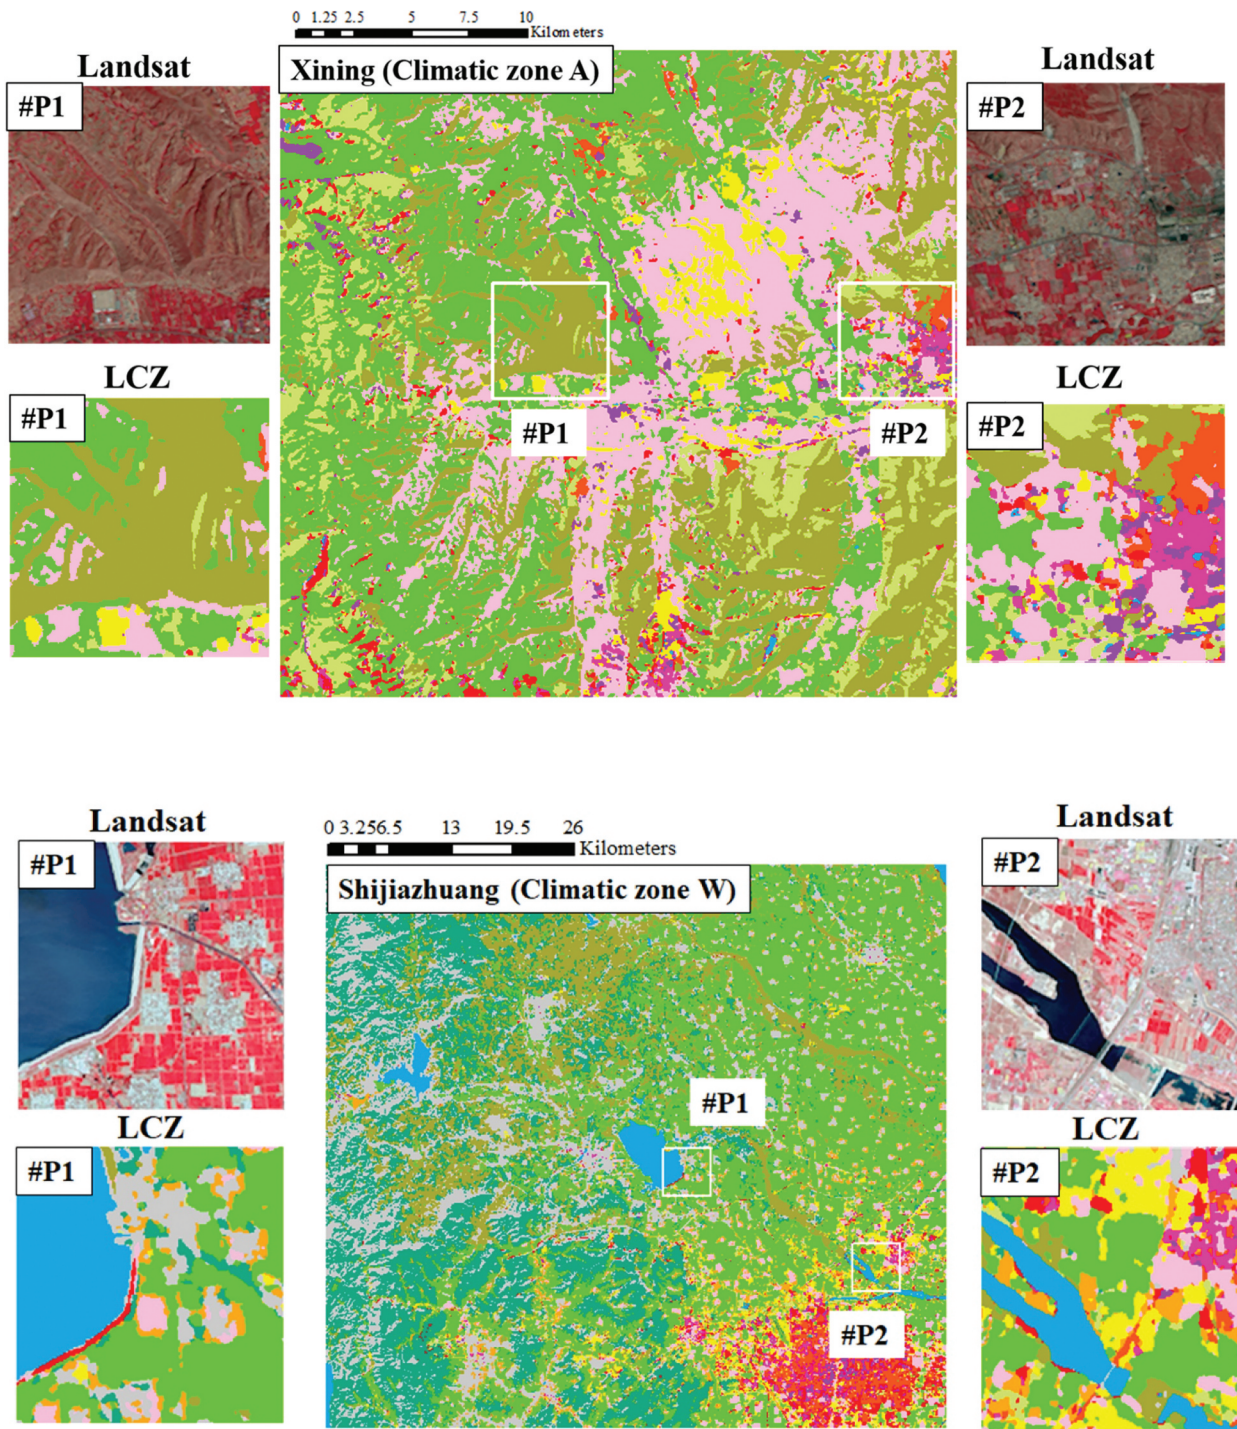 0 1.25 2.5 5 7.5 10
Kilometers
Landsat
#P1
Xining (Climatic zone A)
Landsat
#P2
LCZ
#P1
LCZ
#P2
#P1
#P2
Landsat
#P1
0 3.256.5 13 19.5 26
Kilometers
Shijiazhuang (Climatic zone W)
Landsat
#P2
#P1
LCZ
#P1
LCZ
#P2
#P2